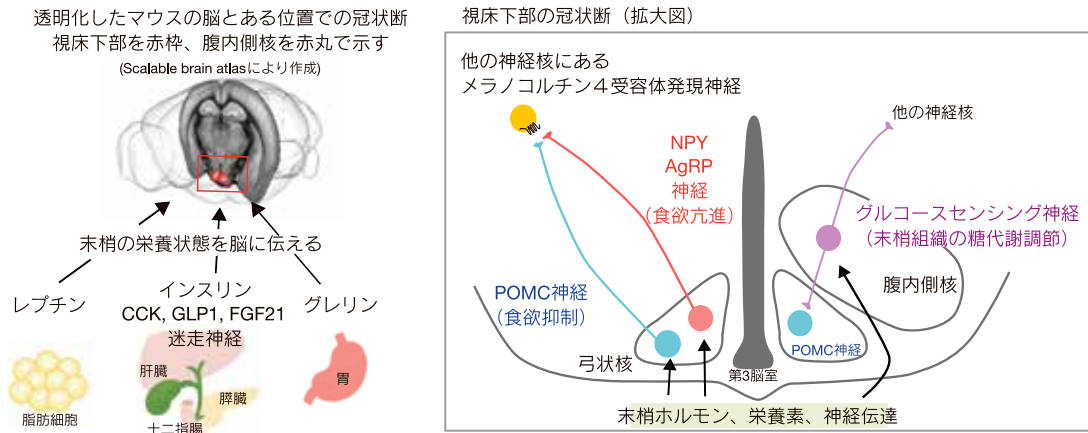 透明化したマウスの脳とある位置での冠状断
視床下部を赤枠、腹内側核を赤丸で示す
(Scalable brain atlasにより作成)
末梢の栄養状態を脳に伝える
レプチン
インスリン
CCK, GLP1, FGF21
迷走神経
グレリン
肝臓
膵臓
十二指腸
脂肪細胞
胃
視床下部の冠状断（拡大図）
他の神経核にある
メラノコルチン４受容体発現神経
NPY
AgRP
神経
（食欲亢進）
POMC神経
（食欲抑制）
弓状核
第3脳室
他の神経核
グルコースセンシング神経
（末梢組織の糖代謝調節）
腹内側核
POMC神経
末梢ホルモン、栄養素、神経伝達